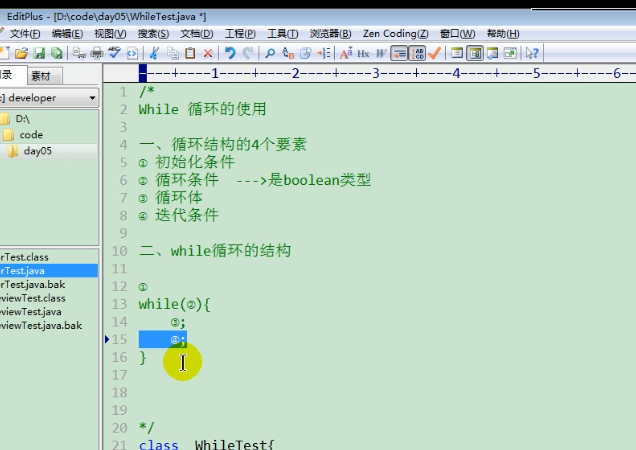 EditPlus - [D:\code\day05\WhileTest.java *]
文件(F) 编辑(E) 视图(V) 搜索(S) 文档(D) 工程(P) 工具(T) 浏览器(B) Zen Coding(Z) 窗口(W) 帮助(H)
录 素材
] developer
D:\
code
day05
erTest.class
erTest.java
erTest.java.bak
eviewTest.class
eviewTest.java
eviewTest.java.bak
----+----1----+----2----+----3----+----4----+----5----+----6--
1 /*
2 While 循环的使用
3
4 一、循环结构的4个要素
5 ① 初始化条件
6 ② 循环条件 --->是boolean类型
7 ③ 循环体
8 ④ 迭代条件
9
10 二、while循环的结构
11
12 ①
13 while(②){
14 ③;
15 ④;
16 }
17
18
19
20 */
21 class WhileTest{